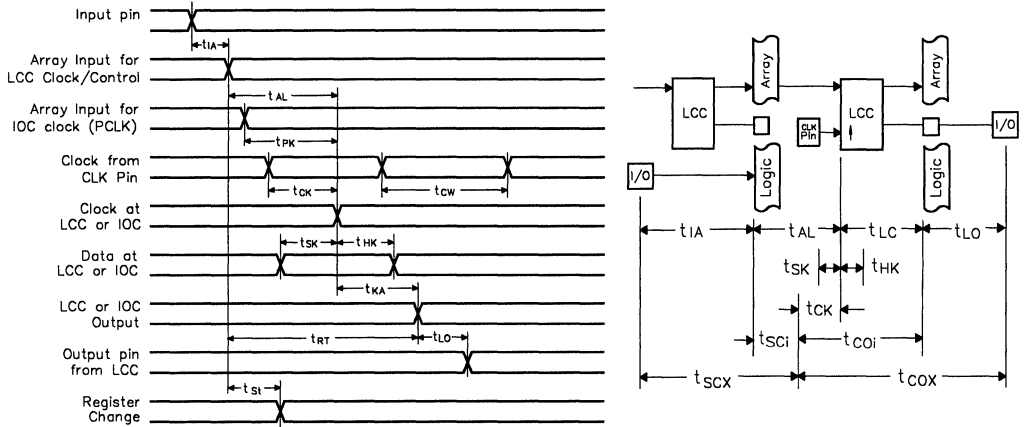 Input pin
tIA
Array Input for
LCC Clock/Control
tAL
Array Input for
IOC clock (PCLK)
tPK
Clock from
CLK Pin
tCK
tCW
Clock at
LCC or IOC
tSK
tHK
Data at
LCC or IOC
tKA
LCC or IOC
Output
tRT
tLO
Output pin
from LCC
tSt
Register
Change
Array
Array
LCC
LCC
CLK
Pin
I/O
I/O
Logic
Logic
tIA
tAL
tLC
tLO
tSK
tHK
tCK
tSCi
tCOi
tSCX
tCOX